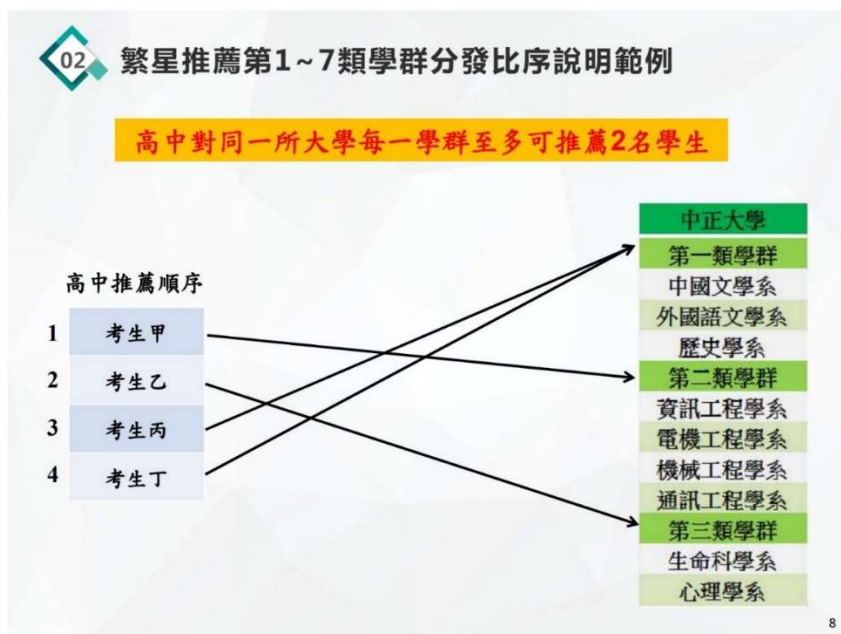 02 繁星推薦第1~7類學群分發比序說明範例
高中對同一所大學每一學群至多可推薦2名學生
高中推薦順序
1 考生甲
2 考生乙
3 考生丙
4 考生丁
中正大學
第一類學群
中國文學系
外國語文學系
歷史學系
第二類學群
資訊工程學系
電機工程學系
機械工程學系
通訊工程學系
第三類學群
生命科學系
心理學系
8